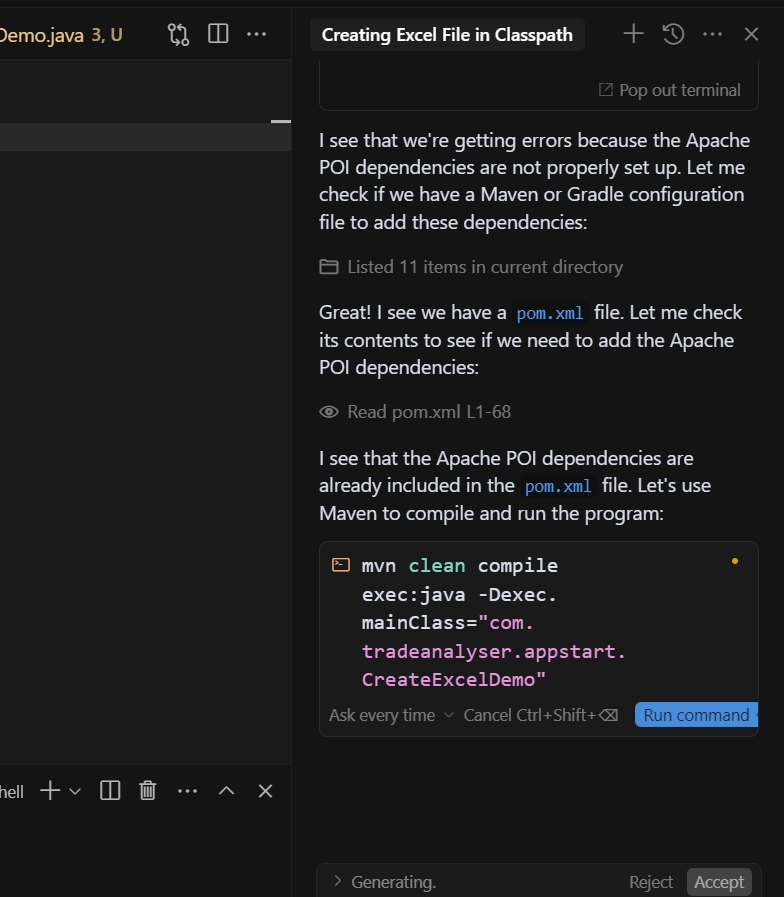 Demo.java 3, U
Creating Excel File in Classpath
Pop out terminal
I see that we're getting errors because the Apache
POI dependencies are not properly set up. Let me
check if we have a Maven or Gradle configuration
file to add these dependencies:
Listed 11 items in current directory
Great! I see we have a pom.xml file. Let me check
its contents to see if we need to add the Apache
POI dependencies:
Read pom.xml L1-68
I see that the Apache POI dependencies are
already included in the pom.xml file. Let's use
Maven to compile and run the program:
mvn clean compile
exec:java -Dexec.
mainClass="com.
tradeanalyser.appstart.
CreateExcelDemo"
Ask every time Cancel Ctrl+Shift+⌫ Run command
hell
Generating. Reject Accept